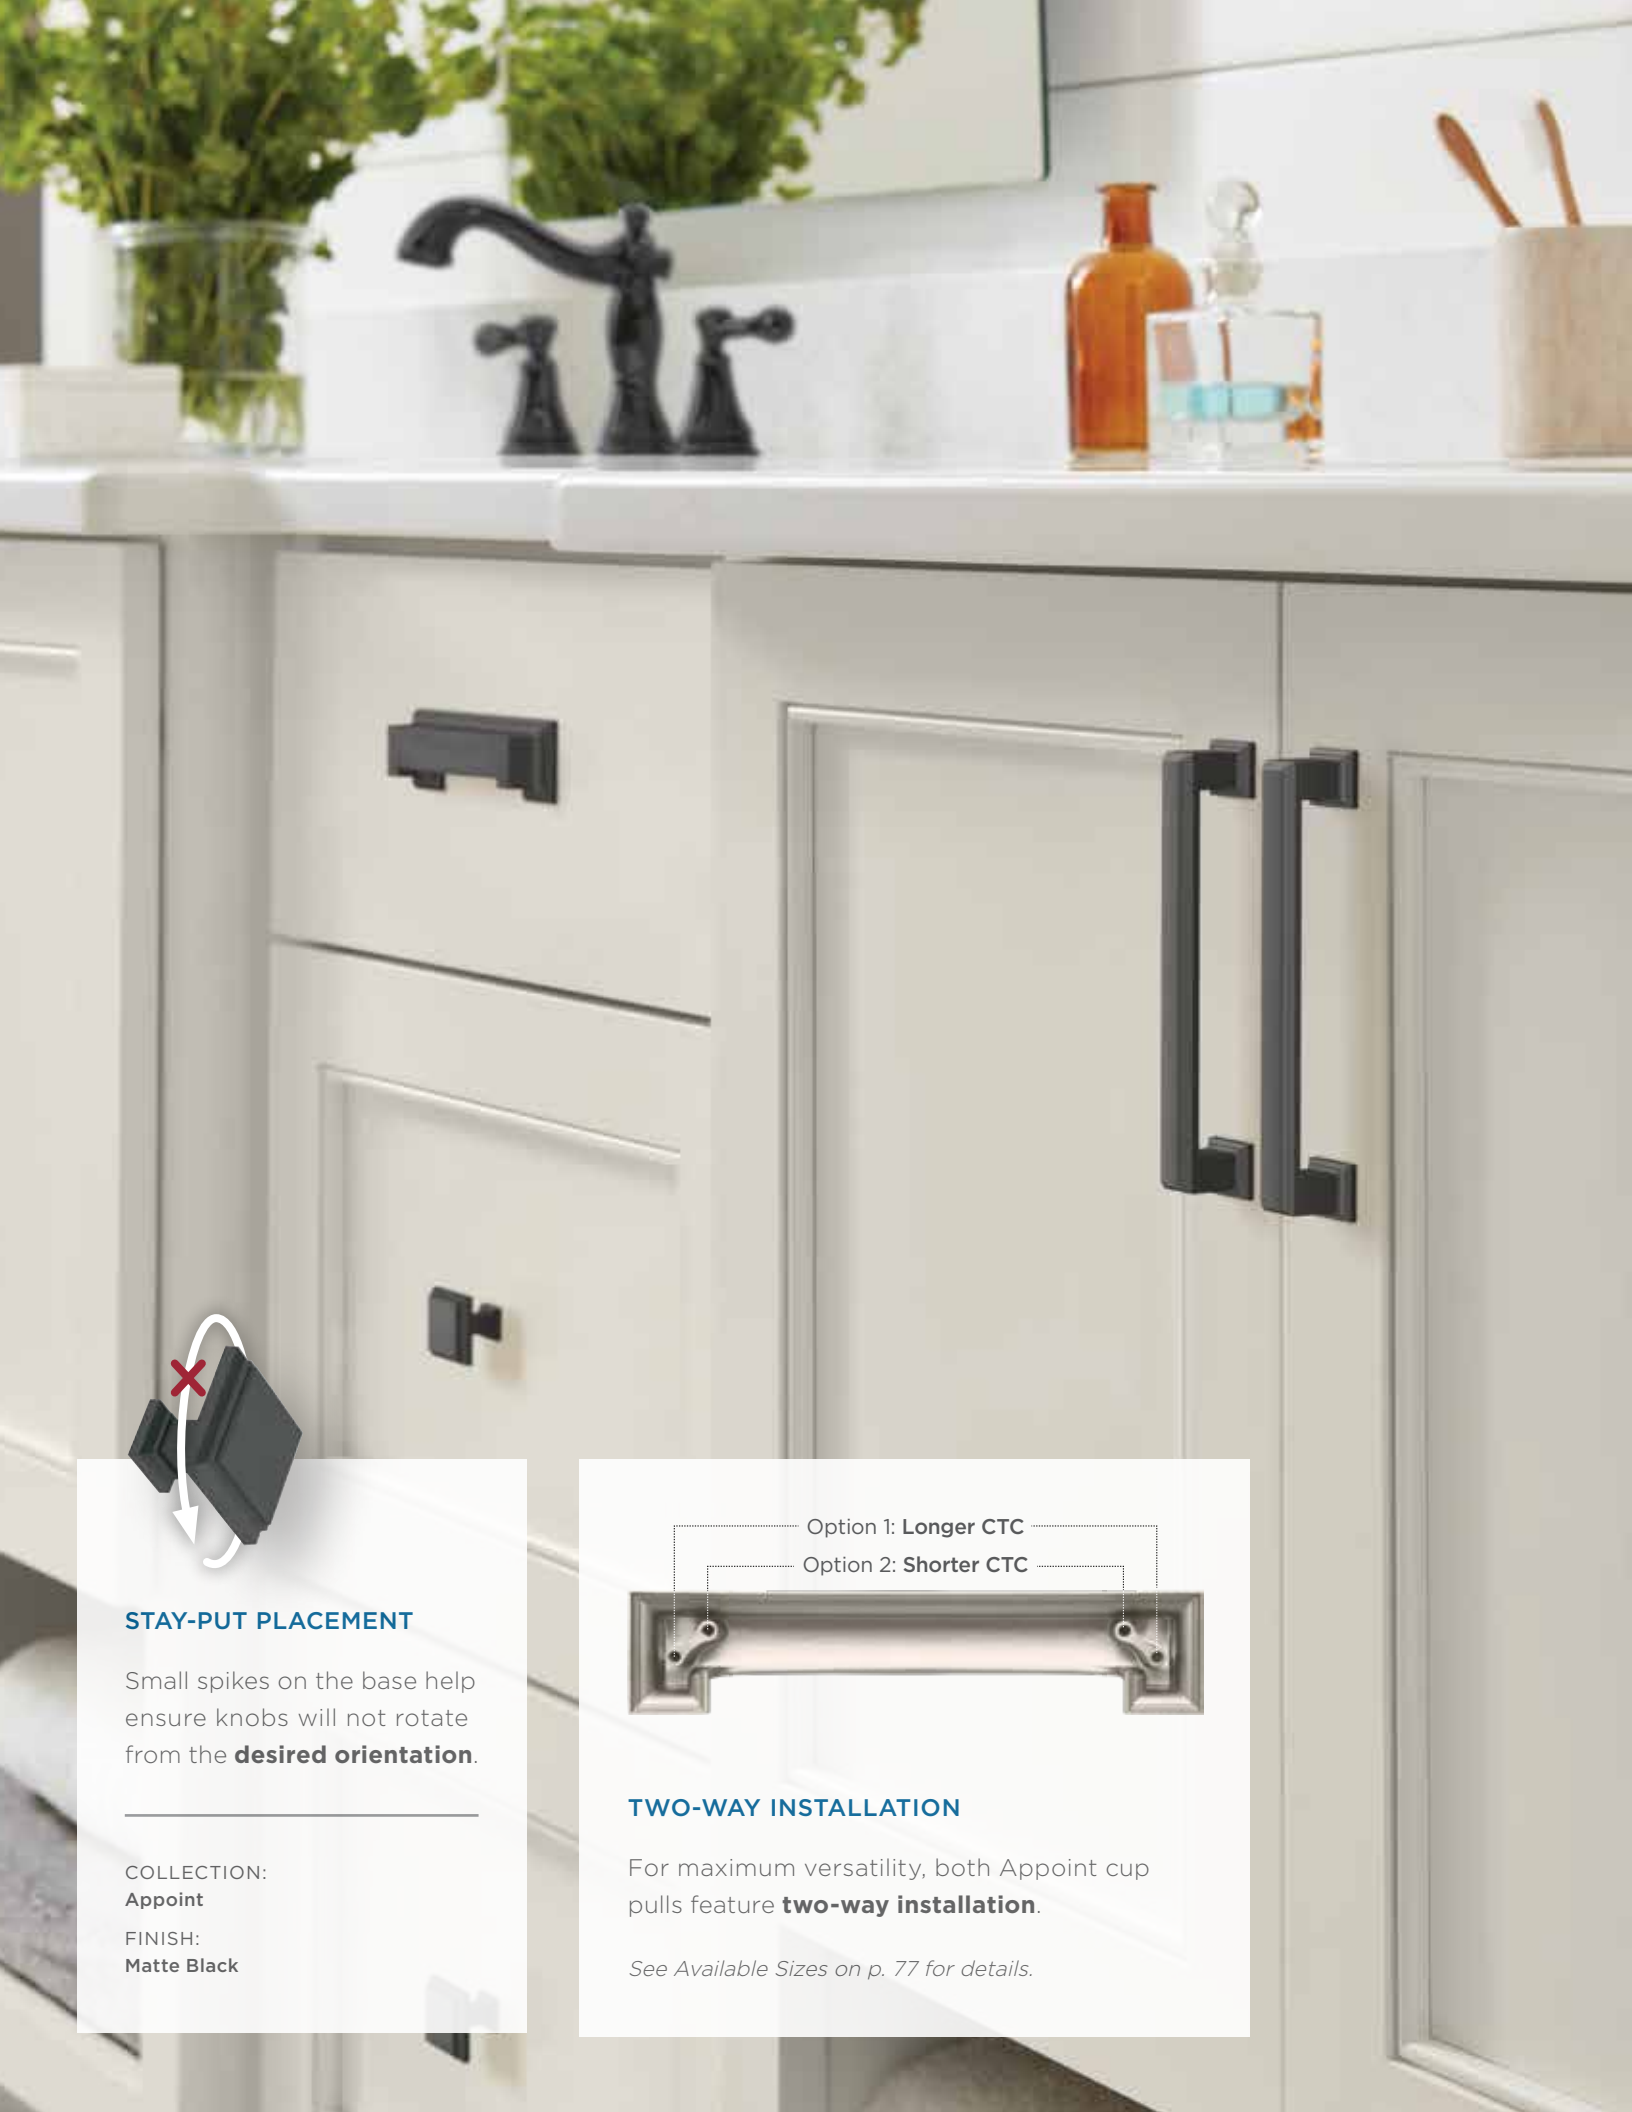 Option 1: Longer CTC
Option 2: Shorter CTC
STAY-PUT PLACEMENT
Small spikes on the base help
ensure knobs will not rotate
from the desired orientation.
COLLECTION:
Appoint
FINISH:
Matte Black
TWO-WAY INSTALLATION
For maximum versatility, both Appoint cup
pulls feature two-way installation.
See Available Sizes on p. 77 for details.